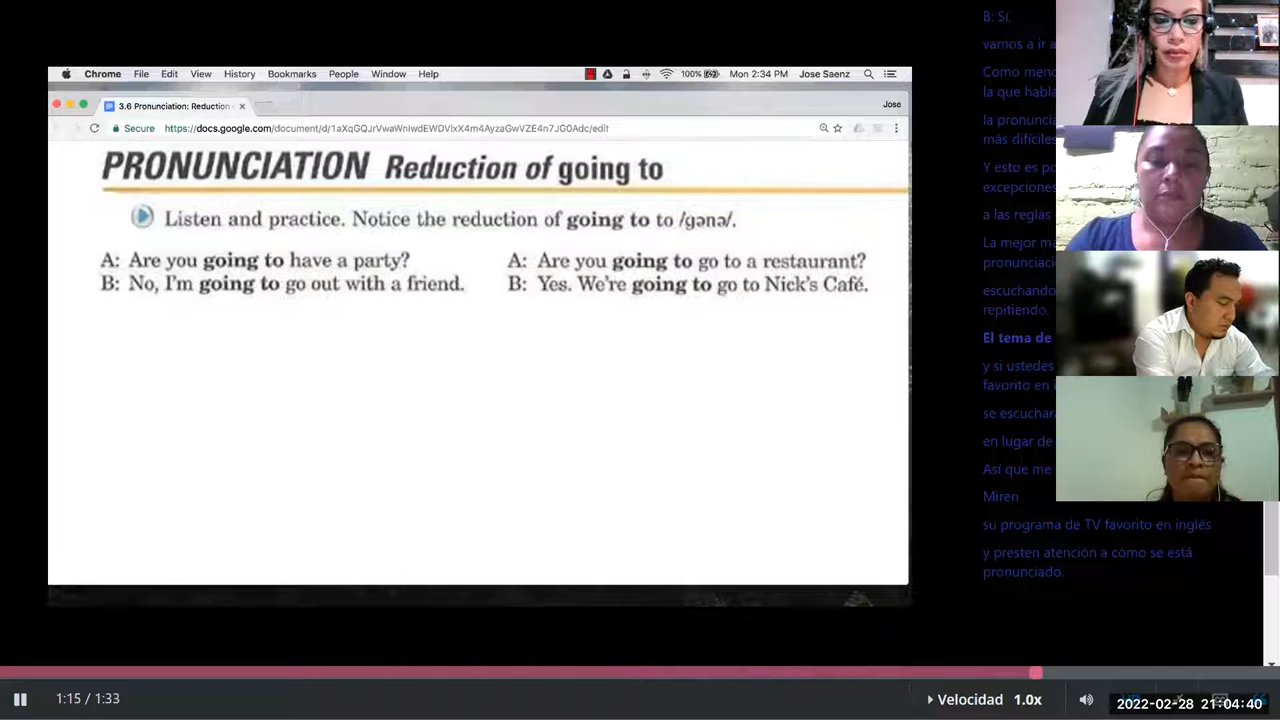 Chrome File Edit View History Bookmarks People Window Help 100% Mon 2:34 PM Jose Saenz
3.6 Pronunciation: Reduction Jose
Secure https://docs.google.com/document/d/1aXqGQJrVwaWnIwdEWDVlxX4m4AyzaGwVZE4n7JG0Adc/edit
PRONUNCIATION Reduction of going to
Listen and practice. Notice the reduction of going to to /gənə/.
A: Are you going to have a party?
B: No, I'm going to go out with a friend.
A: Are you going to go to a restaurant?
B: Yes. We're going to go to Nick's Café.
B: Sí,
vamos a ir a
Como
la que habla
la
más difíciles
Y esto es
excepciones
a las reglas
La mejor
escuchando
repitiendo.
El tema de
y si ustedes
favorito en
se
en lugar de
Así que me
Miren
su programa de TV favorito en inglés
y presten atención a cómo se está
pronunciado.
1:15 / 1:33
Velocidad 1.0x
2022-02-28 21:04:40